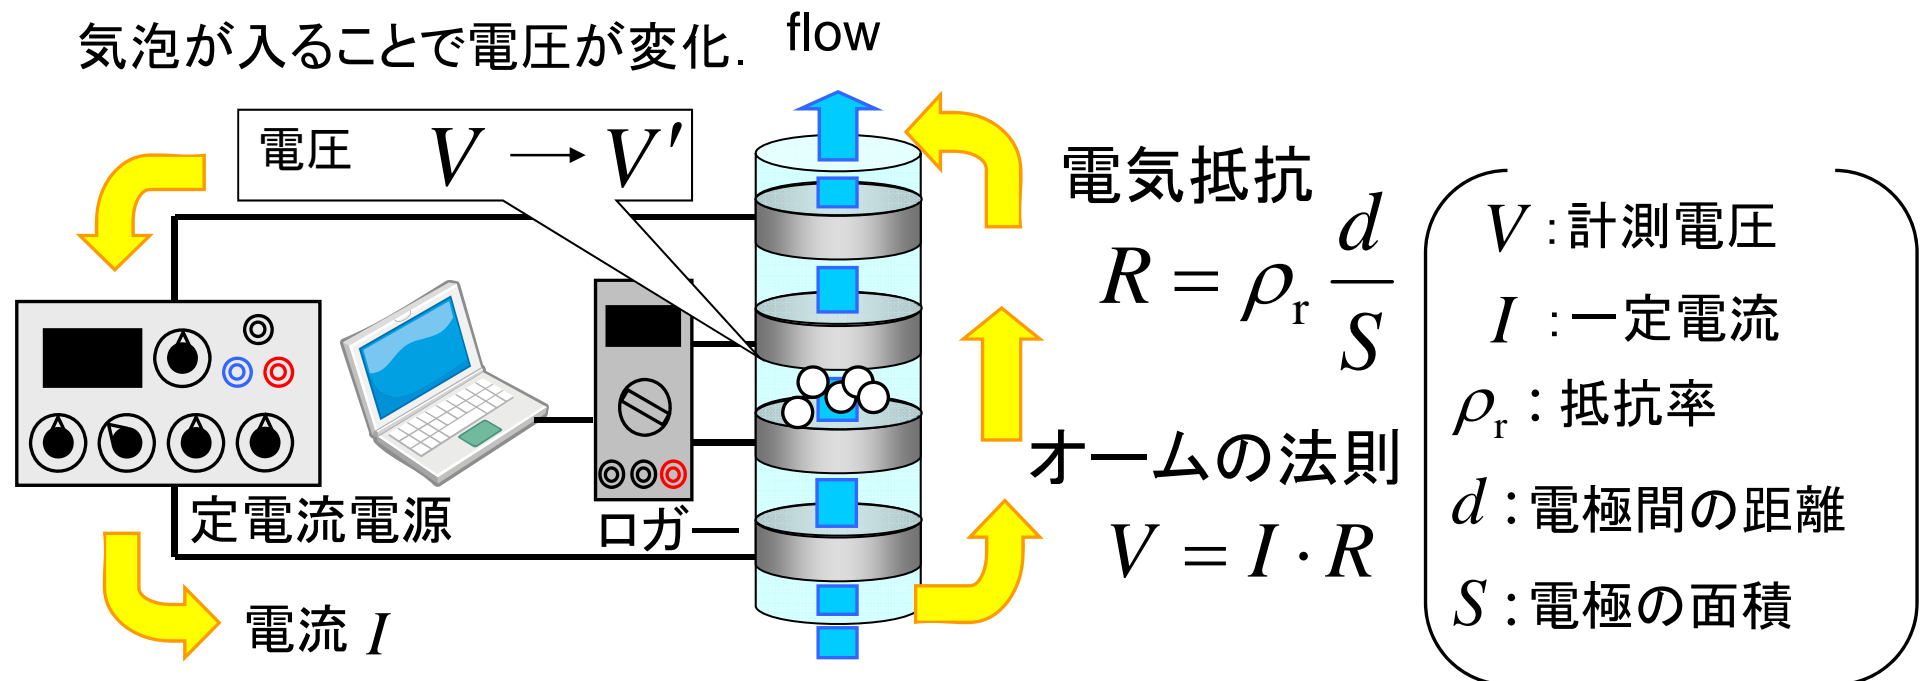 気泡が入ることで電圧が変化.
flow
電圧 V → V′
定電流電源
ロガー
電流 I
電気抵抗
R = ρr d/S
オームの法則
V = I · R
V : 計測電圧
I : 一定電流
ρr : 抵抗率
d : 電極間の距離
S : 電極の面積